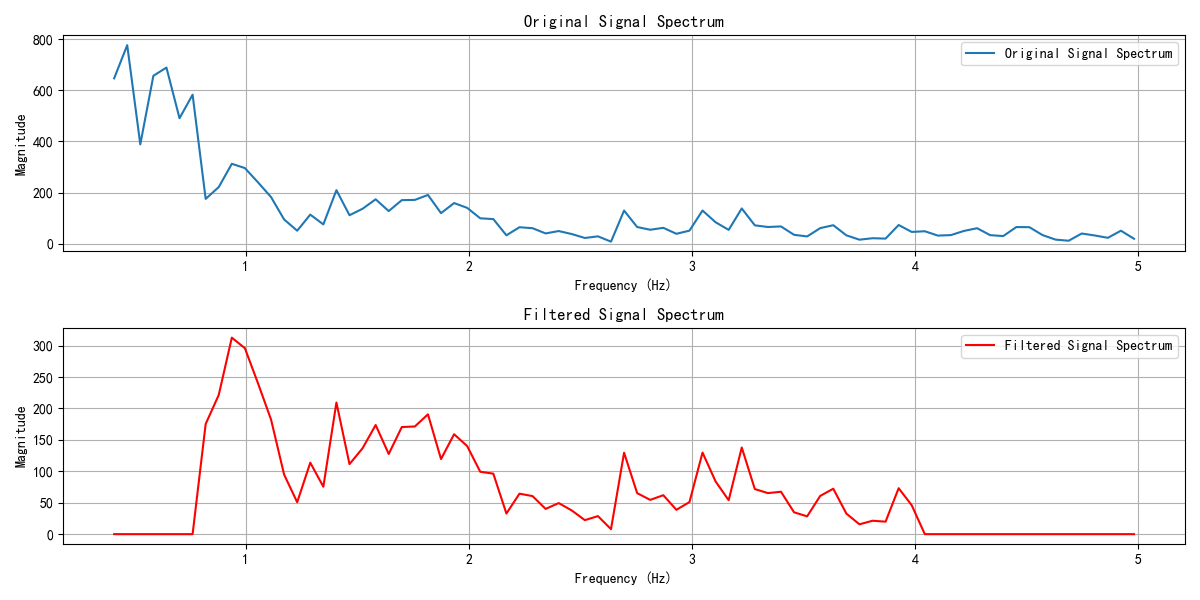 Original Signal Spectrum
800
600
400
200
0
Magnitude
Original Signal Spectrum
1
2
3
4
5
Frequency (Hz)
Filtered Signal Spectrum
300
250
200
150
100
50
0
Magnitude
Filtered Signal Spectrum
1
2
3
4
5
Frequency (Hz)